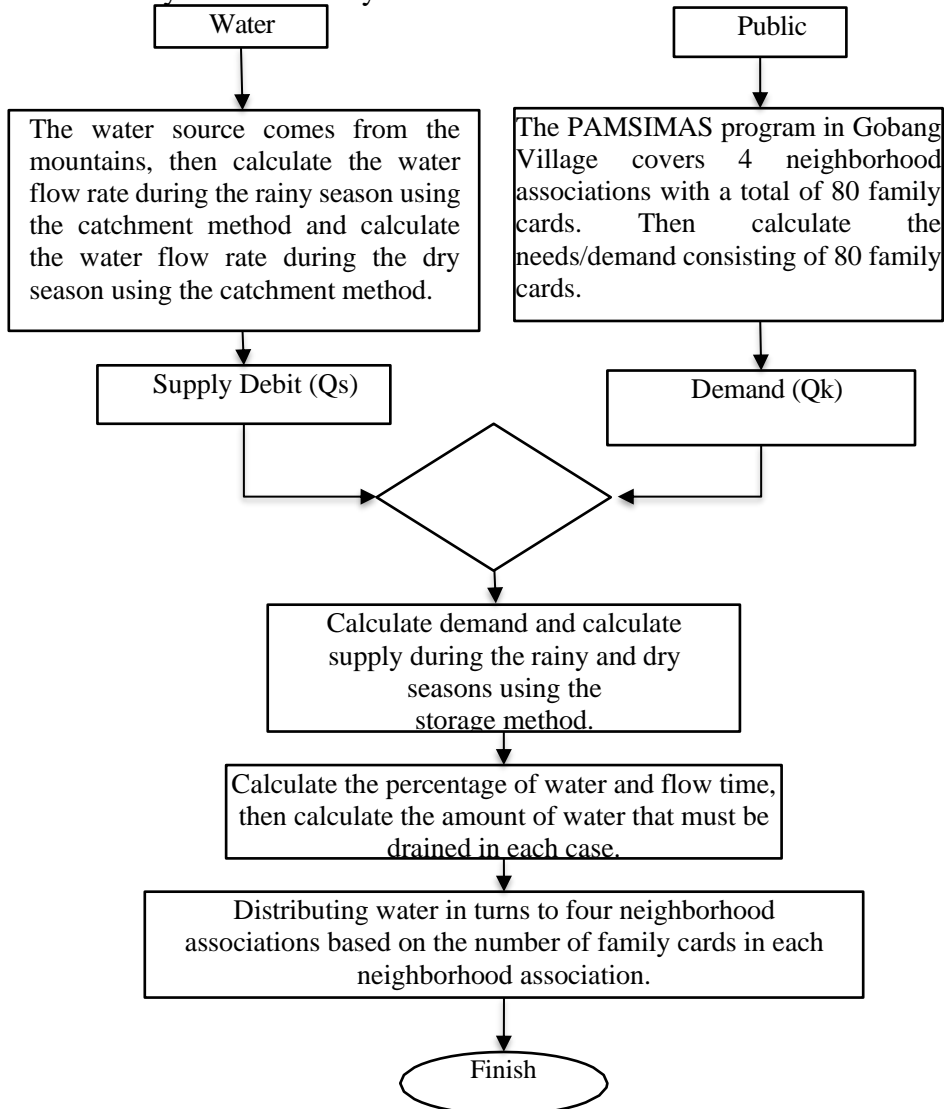 Water
Public
The water source comes from the
mountains, then calculate the water
flow rate during the rainy season using
the catchment method and calculate
the water flow rate during the dry
season using the catchment method.
The PAMSIMAS program in Gobang
Village covers 4 neighborhood
associations with a total of 80 family
cards. Then calculate the
needs/demand consisting of 80 family
cards.
Supply Debit (Qs)
Demand (Qk)
Calculate demand and calculate
supply during the rainy and dry
seasons using the
storage method.
Calculate the percentage of water and flow time,
then calculate the amount of water that must be
drained in each case.
Distributing water in turns to four neighborhood
associations based on the number of family cards in each
neighborhood association.
Finish